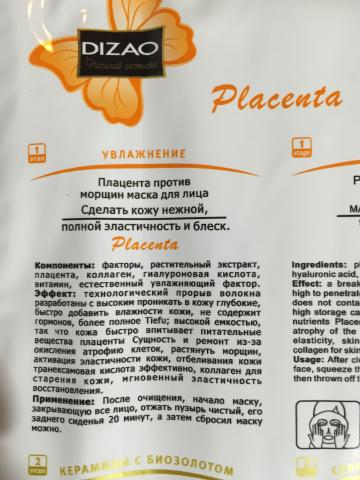 DIZAO
Natural cosmetic
Placenta
1
этап
УВЛАЖНЕНИЕ
Плацента против
морщин маска для лица
Сделать кожу нежной,
полной эластичность и блеск.
Placenta
Компоненты: факторы, растительный экстракт,
плацента, коллаген, гиалуроновая кислота,
витамин, естественный увлажняющий фактор.
Эффект: технологический прорыв волокна
разработаны с высоким проникать в кожу глубокие,
быстро добавить влажности кожи, не содержит
гормонов, более полное Tiefu; высокой емкостью,
так что кожа быстро впитывает питательные
вещества плаценты Сущность и ремонт из-за
окисления атрофию клеток, растянуть морщин,
активация эластичности кожи, отбеливания кожи
транексамовая кислота эффективно, коллаген для
старения кожи, мгновенный эластичность
восстановления.
Применение: После очищения, начало маску,
закрывающую все лицо, отжать пузырь чистый, его
заднего сиденья 20 минут, а затем сбросил маску
можно.
2
этап
КЕРАМИДЫ С БИОЗОЛОТОМ
1
stage
Ingredients:
hyaluronic acid,
Effect: a break
high to penetrat
does not conta
high storage ca
nutrients Place
atrophy of the
elasticity, skin
collagen for skin
Usage: After cl
face, squeeze th
then thrown off t